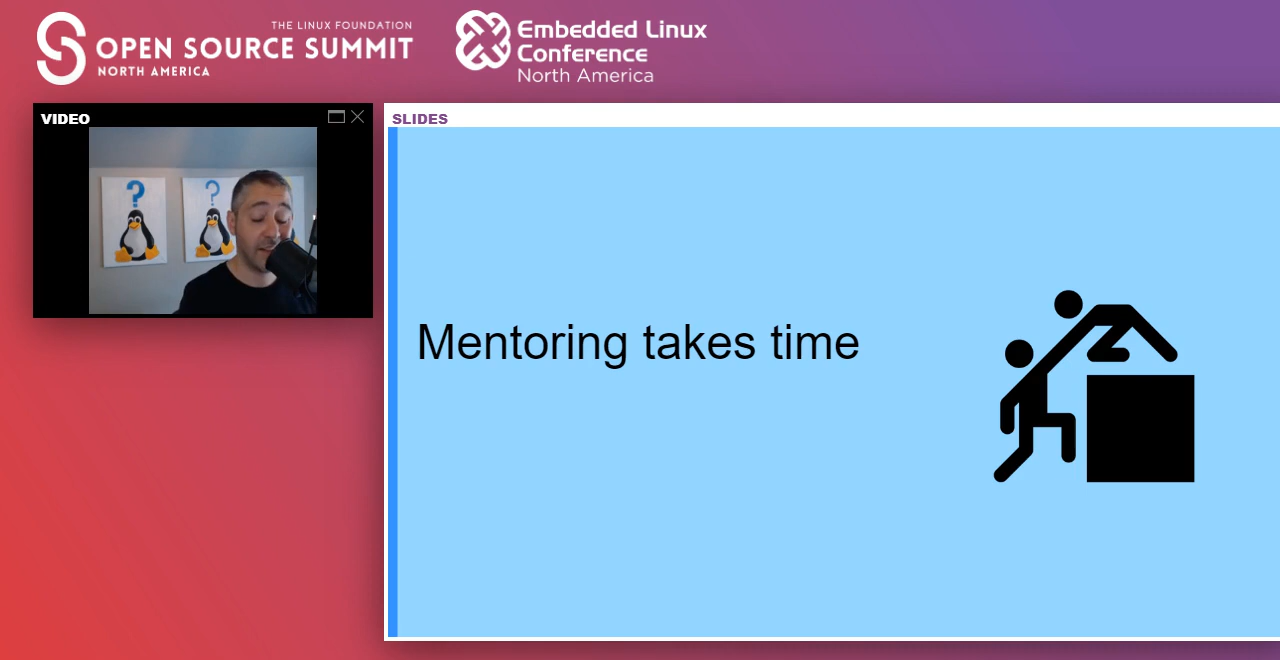 THE LINUX FOUNDATION
OPEN SOURCE SUMMIT
NORTH AMERICA
Embedded Linux
Conference
North America
VIDEO
SLIDES
?
?
Mentoring takes time